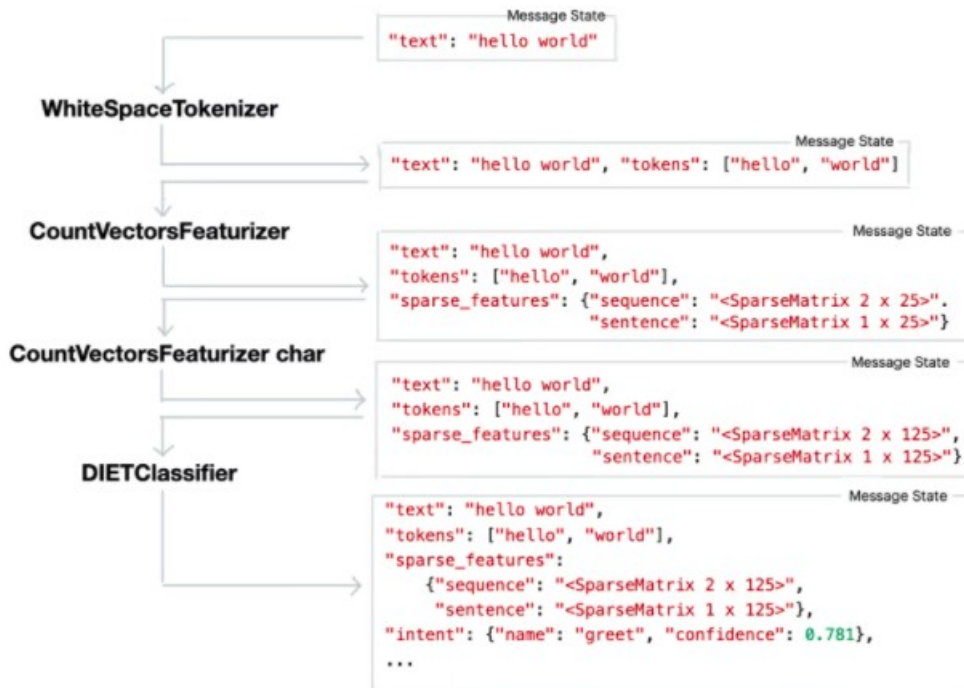 Message State
"text": "hello world"
WhiteSpaceTokenizer
Message State
"text": "hello world", "tokens": ["hello", "world"]
CountVectorsFeaturizer
Message State
"text": "hello world",
"tokens": ["hello", "world"],
"sparse_features": {"sequence": "<SparseMatrix 2 x 25>".
"sentence": "<SparseMatrix 1 x 25>"}
CountVectorsFeaturizer char
Message State
"text": "hello world",
"tokens": ["hello", "world"],
"sparse_features": {"sequence": "<SparseMatrix 2 x 125>",
"sentence": "<SparseMatrix 1 x 125>"}
DIETClassifier
Message State
"text": "hello world",
"tokens": ["hello", "world"],
"sparse_features":
{"sequence": "<SparseMatrix 2 x 125>",
"sentence": "<SparseMatrix 1 x 125>"},
"intent": {"name": "greet", "confidence": 0.781},
...